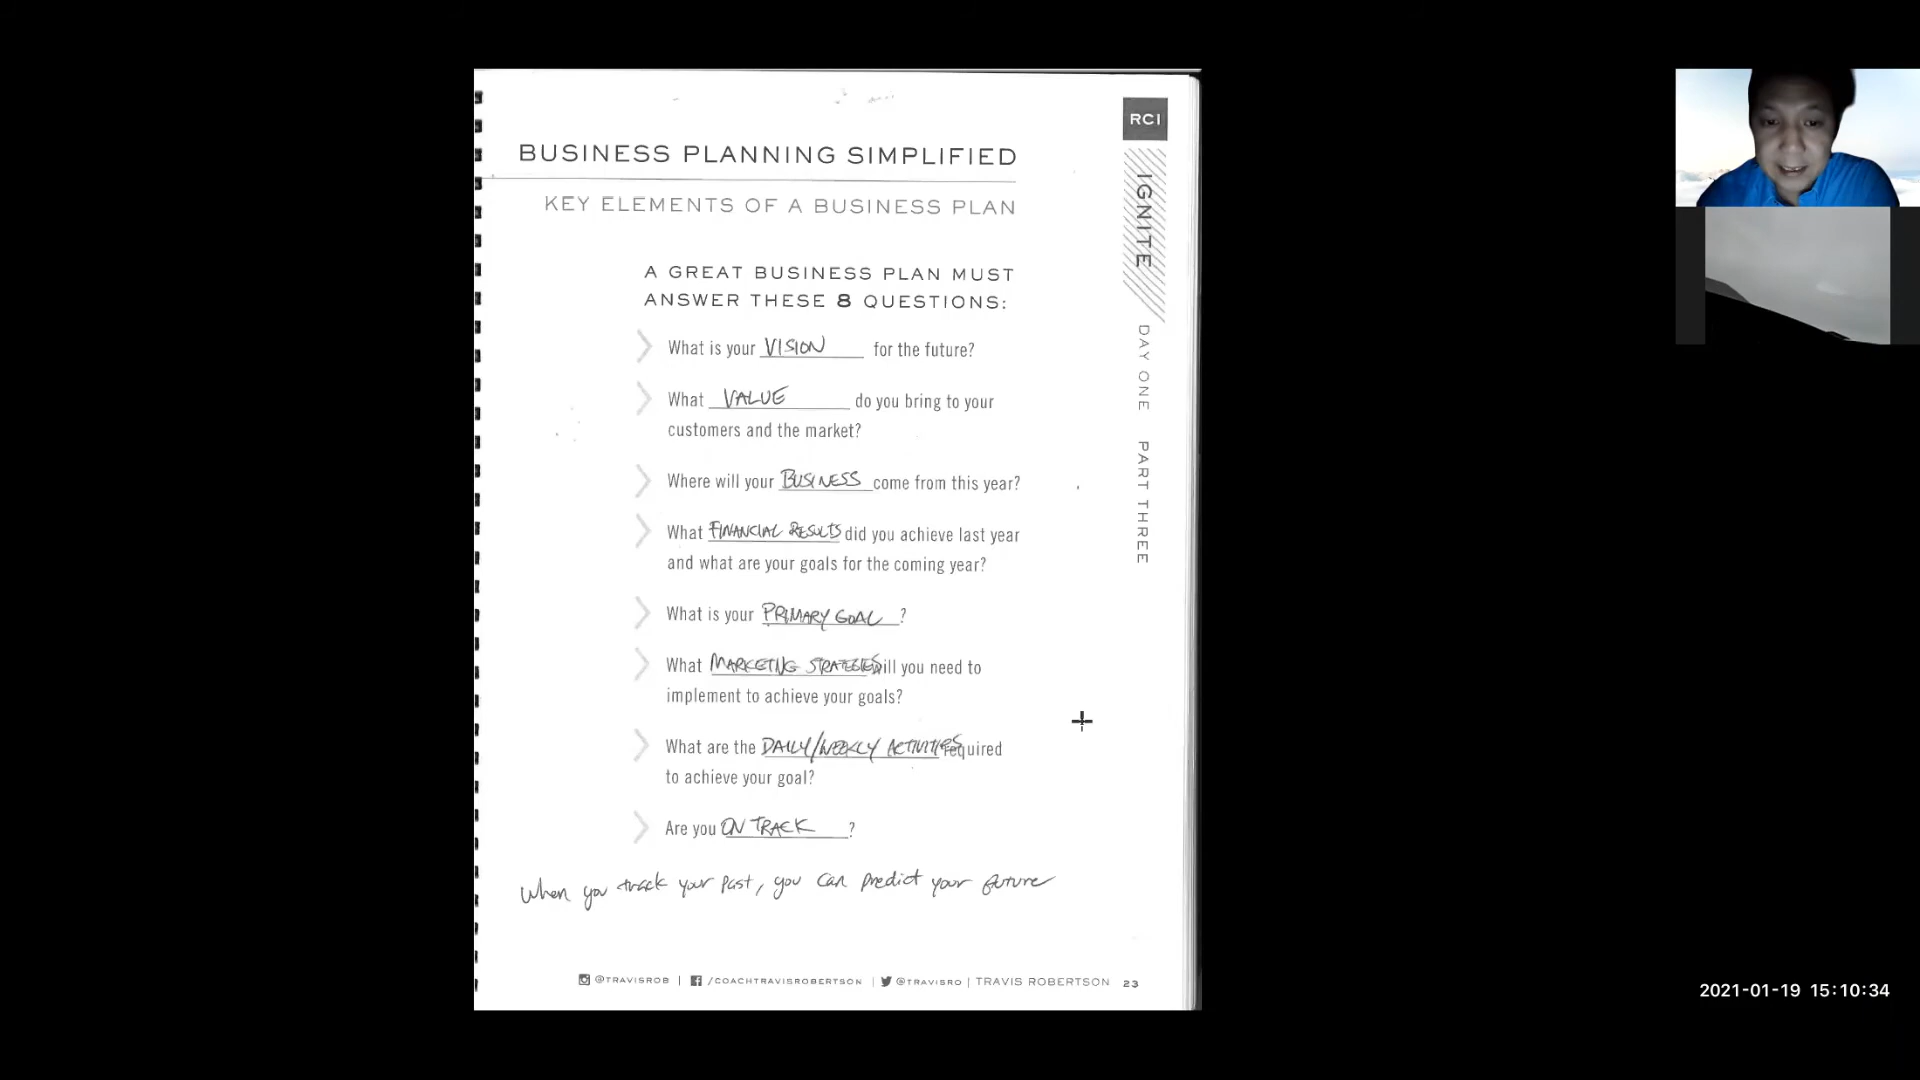 RCI
IGNITE
DAY ONE PART THREE
BUSINESS PLANNING SIMPLIFIED
KEY ELEMENTS OF A BUSINESS PLAN
A GREAT BUSINESS PLAN MUST
ANSWER THESE 8 QUESTIONS:
What is your VISION for the future?
What VALUE do you bring to your
customers and the market?
Where will your BUSINESS come from this year?
What FINANCIAL RESULTS did you achieve last year
and what are your goals for the coming year?
What is your PRIMARY GOAL ?
What MARKETING STRATEGIES will you need to
implement to achieve your goals?
What are the DAILY/WEEKLY ACTIVITIES required
to achieve your goal?
Are you ON TRACK ?
When you track your past, you can predict your future
@TRAVISROB | /COACHTRAVISROBERTSON | @TRAVISRO | TRAVIS ROBERTSON 23
2021-01-19 15:10:34